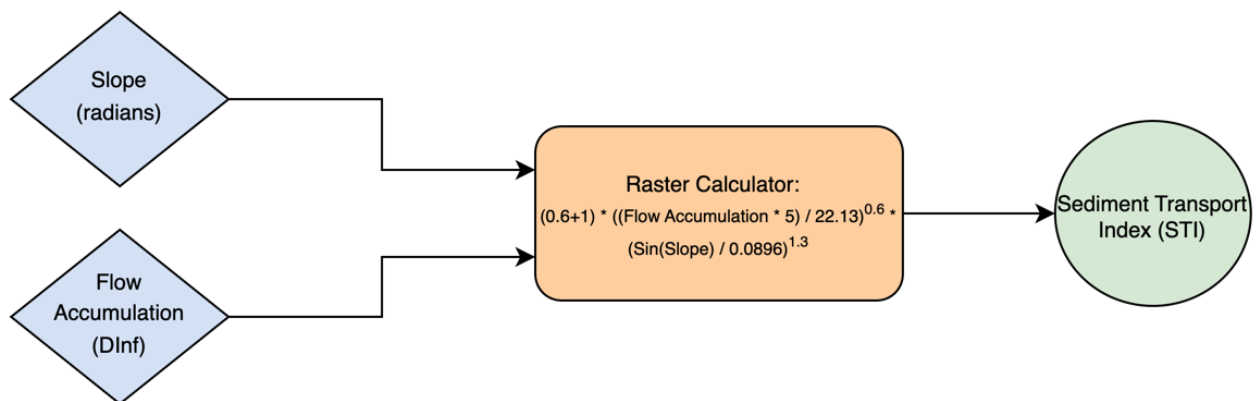 Slope
(radians)
Flow
Accumulation
(DInf)
Raster Calculator:
(0.6+1) * ((Flow Accumulation * 5) / 22.13)^0.6 *
(Sin(Slope) / 0.0896)^1.3
Sediment Transport
Index (STI)